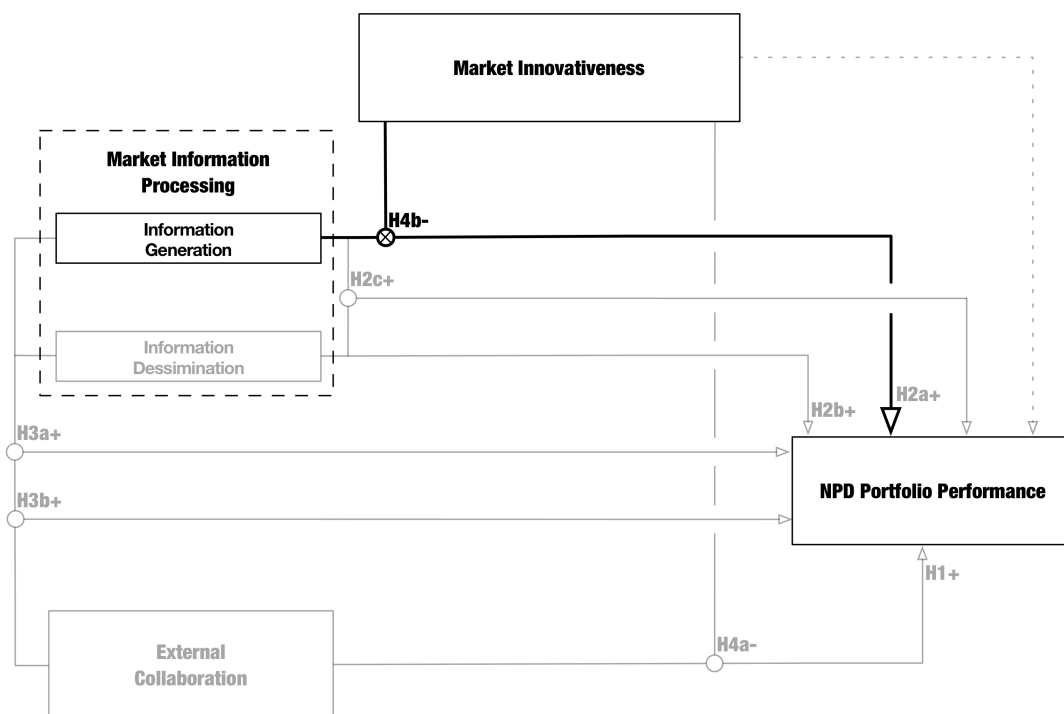 Market Innovativeness
Market Information
Processing
Information
Generation
H4b-
H2c+
Information
Dessimination
H2b+
H2a+
H3a+
NPD Portfolio Performance
H3b+
H1+
External
Collaboration
H4a-